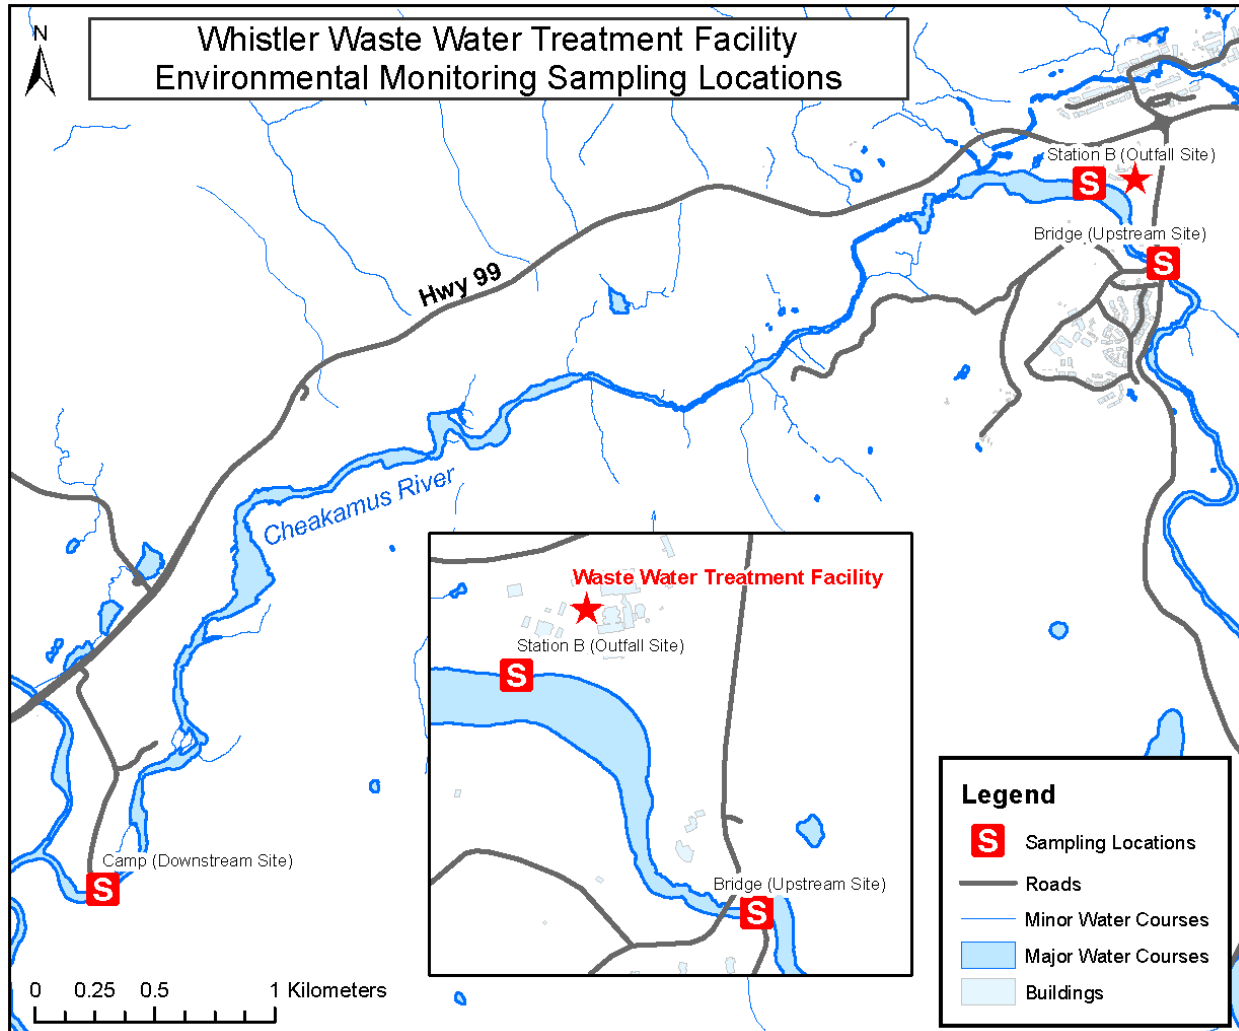 N
Whistler Waste Water Treatment Facility
Environmental Monitoring Sampling Locations
Station B (Outfall Site)
S
Bridge (Upstream Site)
S
Hwy 99
Cheakamus River
Waste Water Treatment Facility
Station B (Outfall Site)
S
Bridge (Upstream Site)
S
Camp (Downstream Site)
S
Legend
S Sampling Locations
Roads
Minor Water Courses
Major Water Courses
Buildings
0 0.25 0.5 1 Kilometers